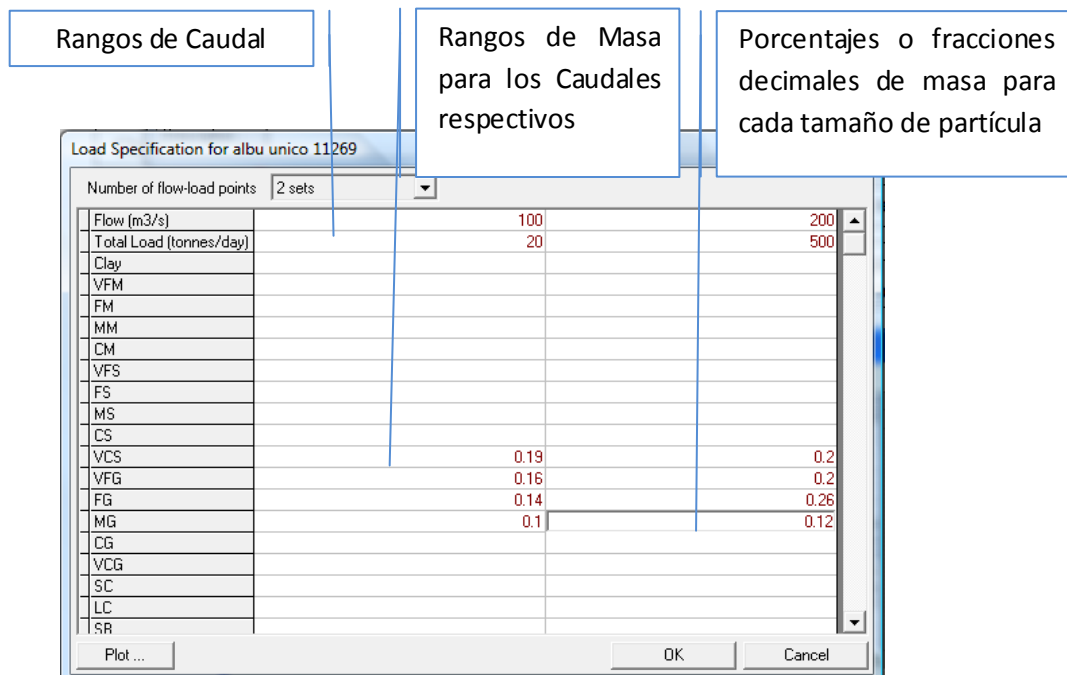 Rangos de Caudal
Rangos de Masa
para los Caudales
respectivos
Porcentajes o fracciones
decimales de masa para
cada tamaño de partícula
Load Specification for albu unico 11269
Number of flow-load points 2 sets
Flow (m3/s) 100 200
Total Load (tonnes/day) 20 500
Clay
VFM
FM
MM
CM
VFS
FS
MS
CS
VCS 0.19 0.2
VFG 0.16 0.2
FG 0.14 0.26
MG 0.1 0.12
CG
VCG
SC
LC
SB
Plot ... OK Cancel